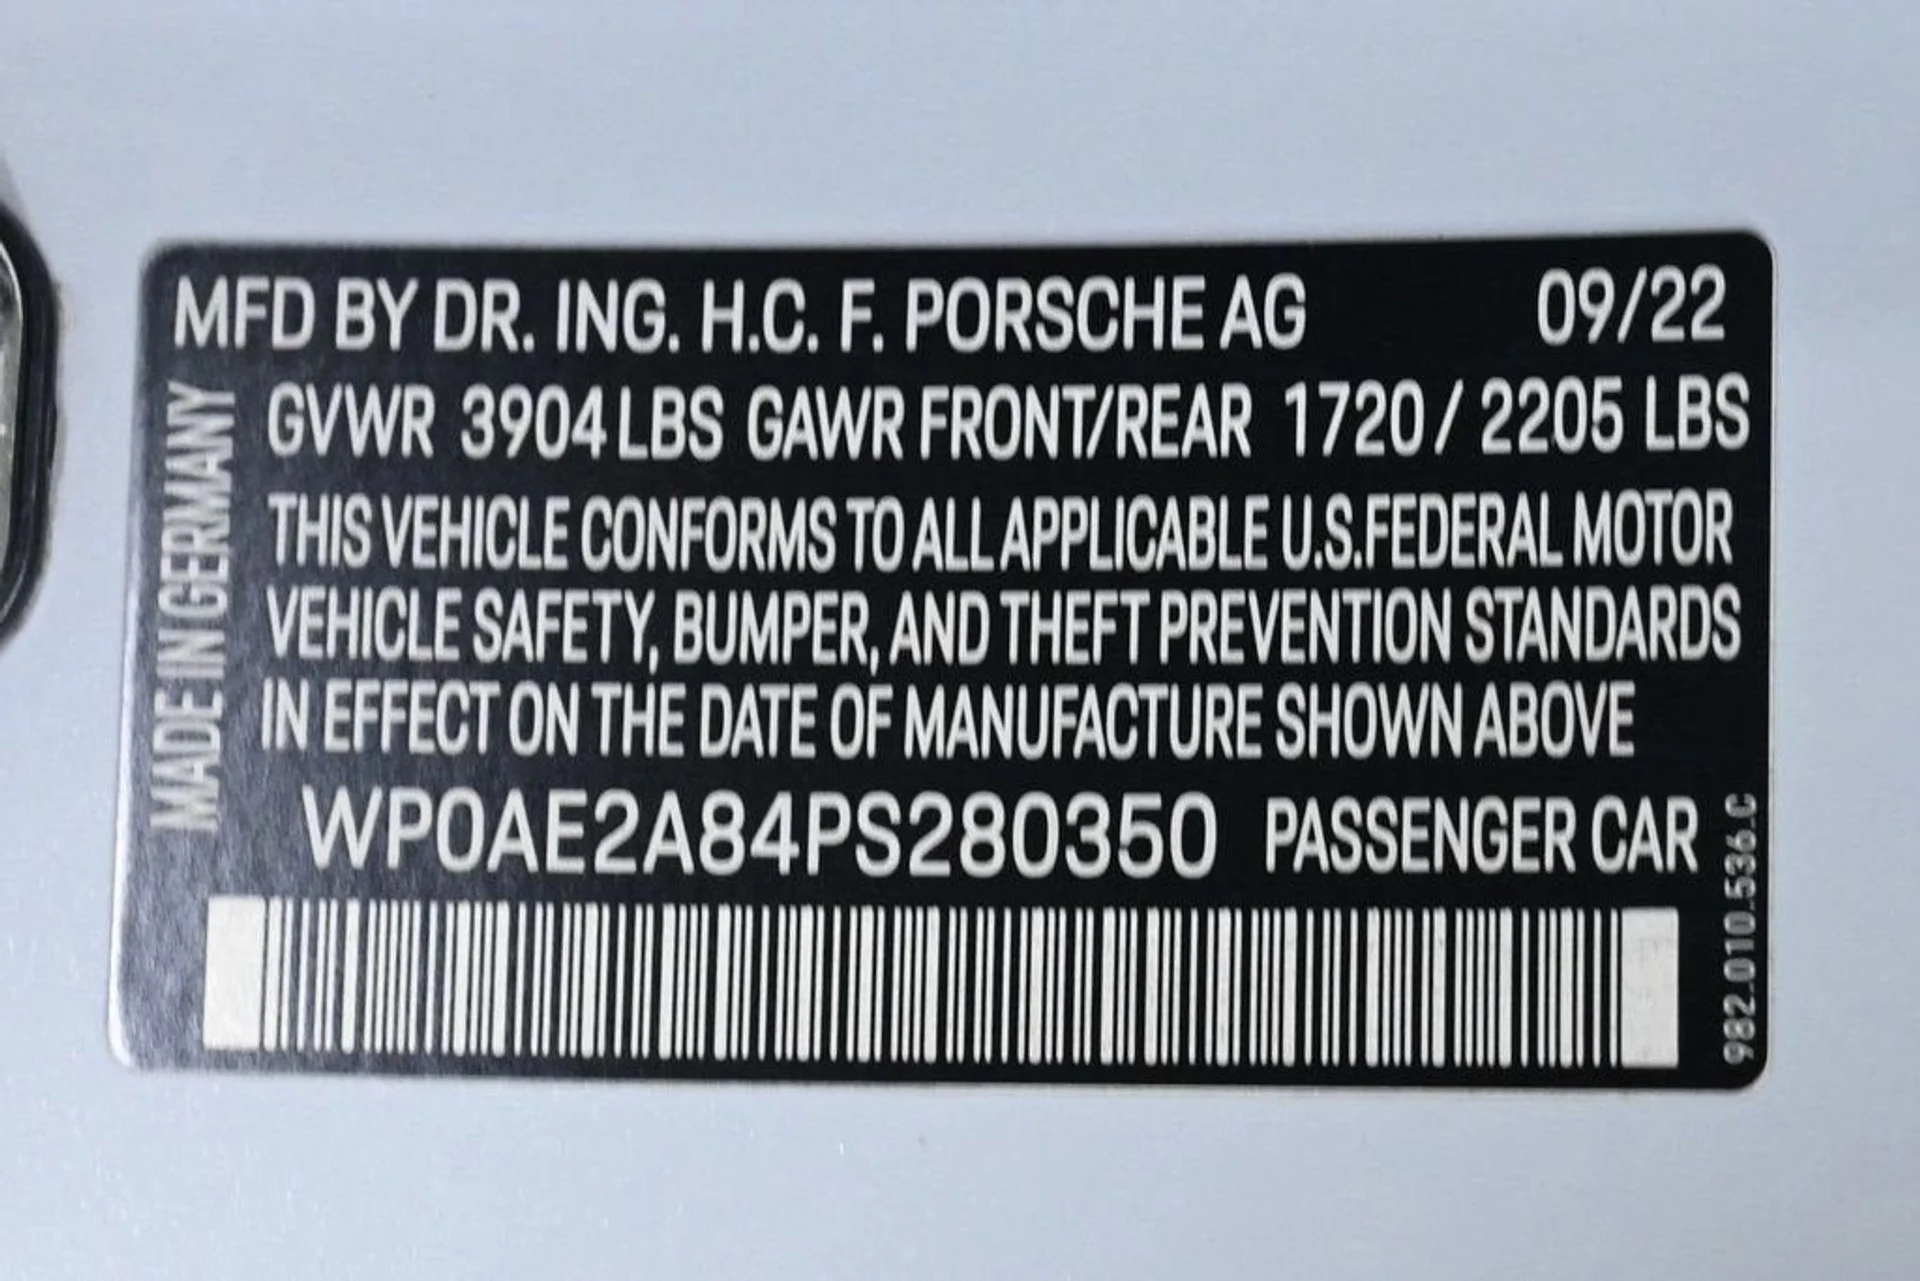 MFD BY DR. ING. H.C. F. PORSCHE AG 09/22
GVWR 3904 LBS GAWR FRONT/REAR 1720 / 2205 LBS
THIS VEHICLE CONFORMS TO ALL APPLICABLE U.S.FEDERAL MOTOR
VEHICLE SAFETY, BUMPER, AND THEFT PREVENTION STANDARDS
IN EFFECT ON THE DATE OF MANUFACTURE SHOWN ABOVE
WP0AE2A84PS280350 PASSENGER CAR
MADE IN GERMANY
982.010.536.C